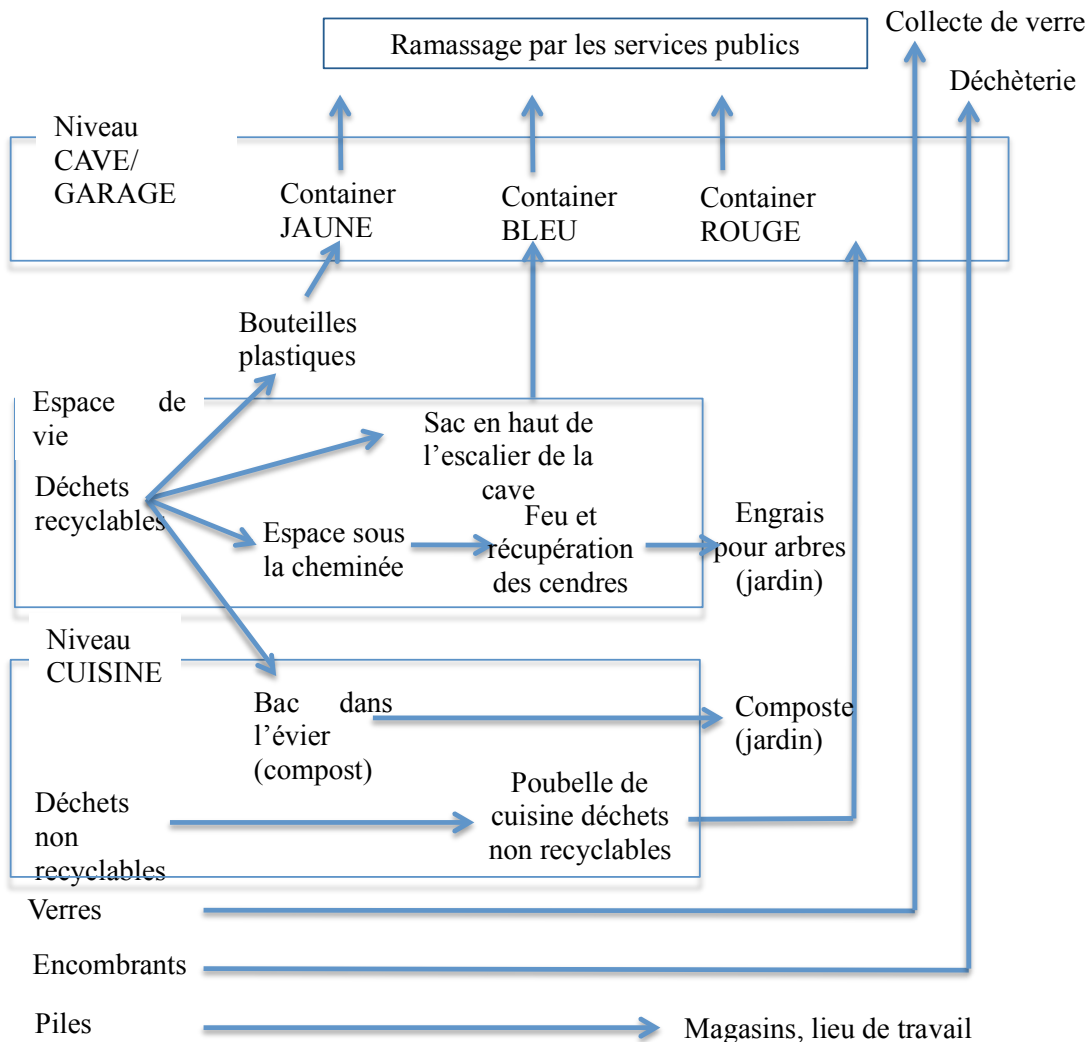 Collecte de verre
Ramassage par les services publics
Déchèterie
Niveau
CAVE/
GARAGE
Container
JAUNE
Container
BLEU
Container
ROUGE
Bouteilles
plastiques
Espace de
vie
Sac en haut de
l’escalier de la
cave
Déchets
recyclables
Espace sous
la cheminée
Feu et
récupération
des cendres
Engrais
pour arbres
(jardin)
Niveau
CUISINE
Bac dans
l’évier
(compost)
Composte
(jardin)
Déchets
non
recyclables
Poubelle de
cuisine déchets
non recyclables
Verres
Encombrants
Piles
Magasins, lieu de travail